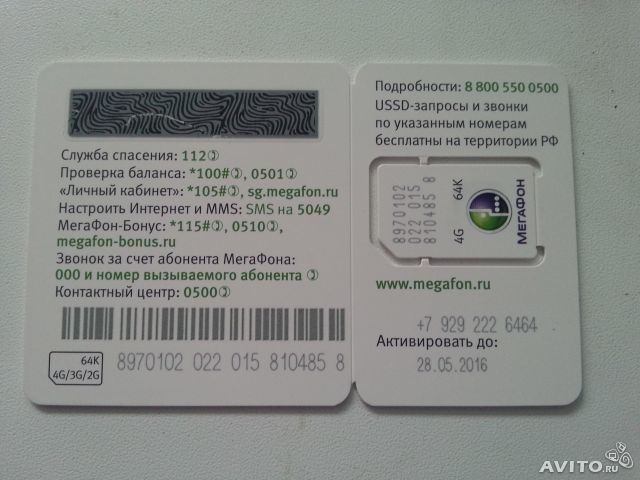 Служба спасения: 112
Проверка баланса: *100#, 0501
«Личный кабинет»: *105#, sg.megafon.ru
Настроить Интернет и MMS: SMS на 5049
МегаФон-Бонус: *115#, 0510,
megafon-bonus.ru
Звонок за счет абонента МегаФона:
000 и номер вызываемого абонента
Контактный центр: 0500
64K
4G/3G/2G
8970102 022 015 810485 8
Подробности: 8 800 550 0500
USSD-запросы и звонки
по указанным номерам
бесплатны на территории РФ
8970102
022 015
810485 8
4G 64K
МЕГАФОН
www.megafon.ru
+7 929 222 6464
Активировать до:
28.05.2016
AVITO.RU